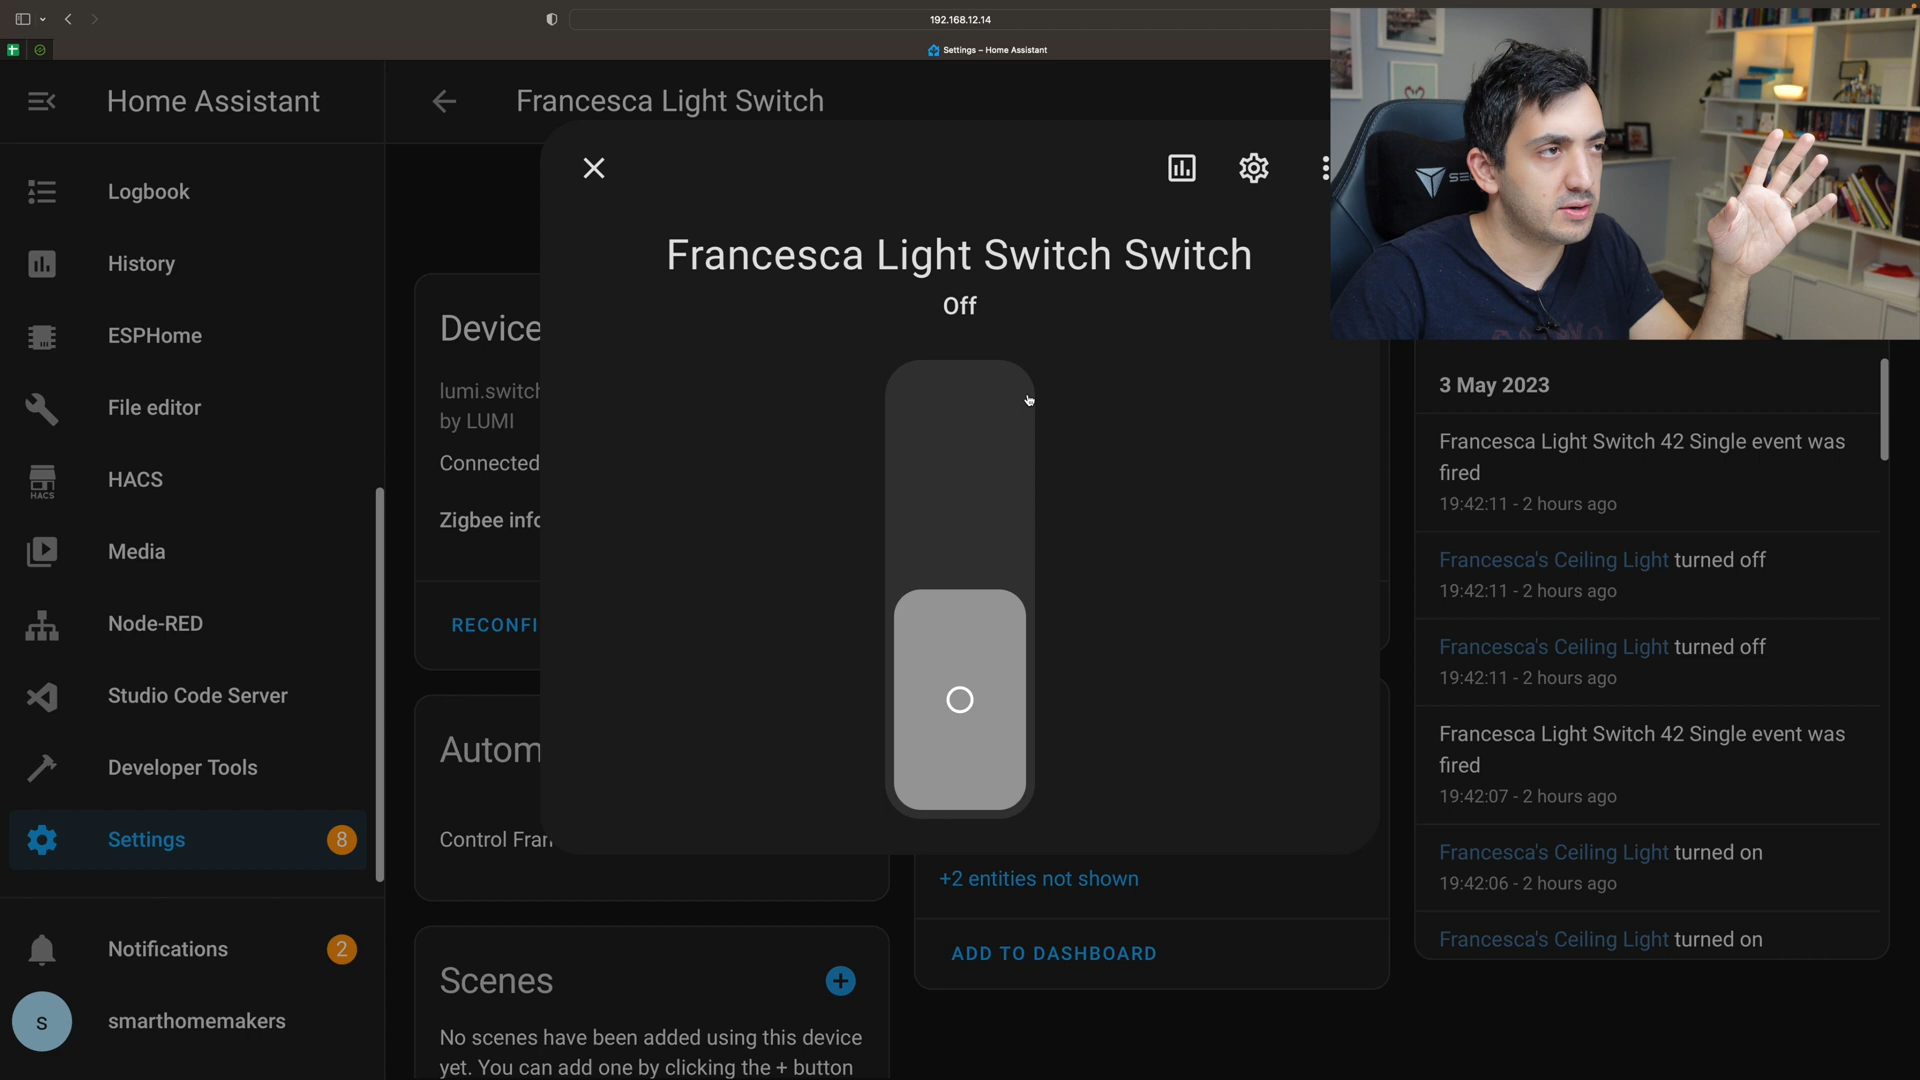 192.168.12.14
Settings – Home Assistant
Home Assistant
Francesca Light Switch
Logbook
History
ESPHome
File editor
HACS
HACS
Media
Node-RED
Studio Code Server
Developer Tools
Settings
8
Notifications
2
S
smarthomemakers
Francesca Light Switch Switch
Off
Device
lumi.switch
by LUMI
Connected
Zigbee info
RECONFI
Autom
Control Fran
Scenes
No scenes have been added using this device
yet. You can add one by clicking the + button
+2 entities not shown
ADD TO DASHBOARD
3 May 2023
Francesca Light Switch 42 Single event was
fired
19:42:11 - 2 hours ago
Francesca's Ceiling Light turned off
19:42:11 - 2 hours ago
Francesca's Ceiling Light turned off
19:42:11 - 2 hours ago
Francesca Light Switch 42 Single event was
fired
19:42:07 - 2 hours ago
Francesca's Ceiling Light turned on
19:42:06 - 2 hours ago
Francesca's Ceiling Light turned on